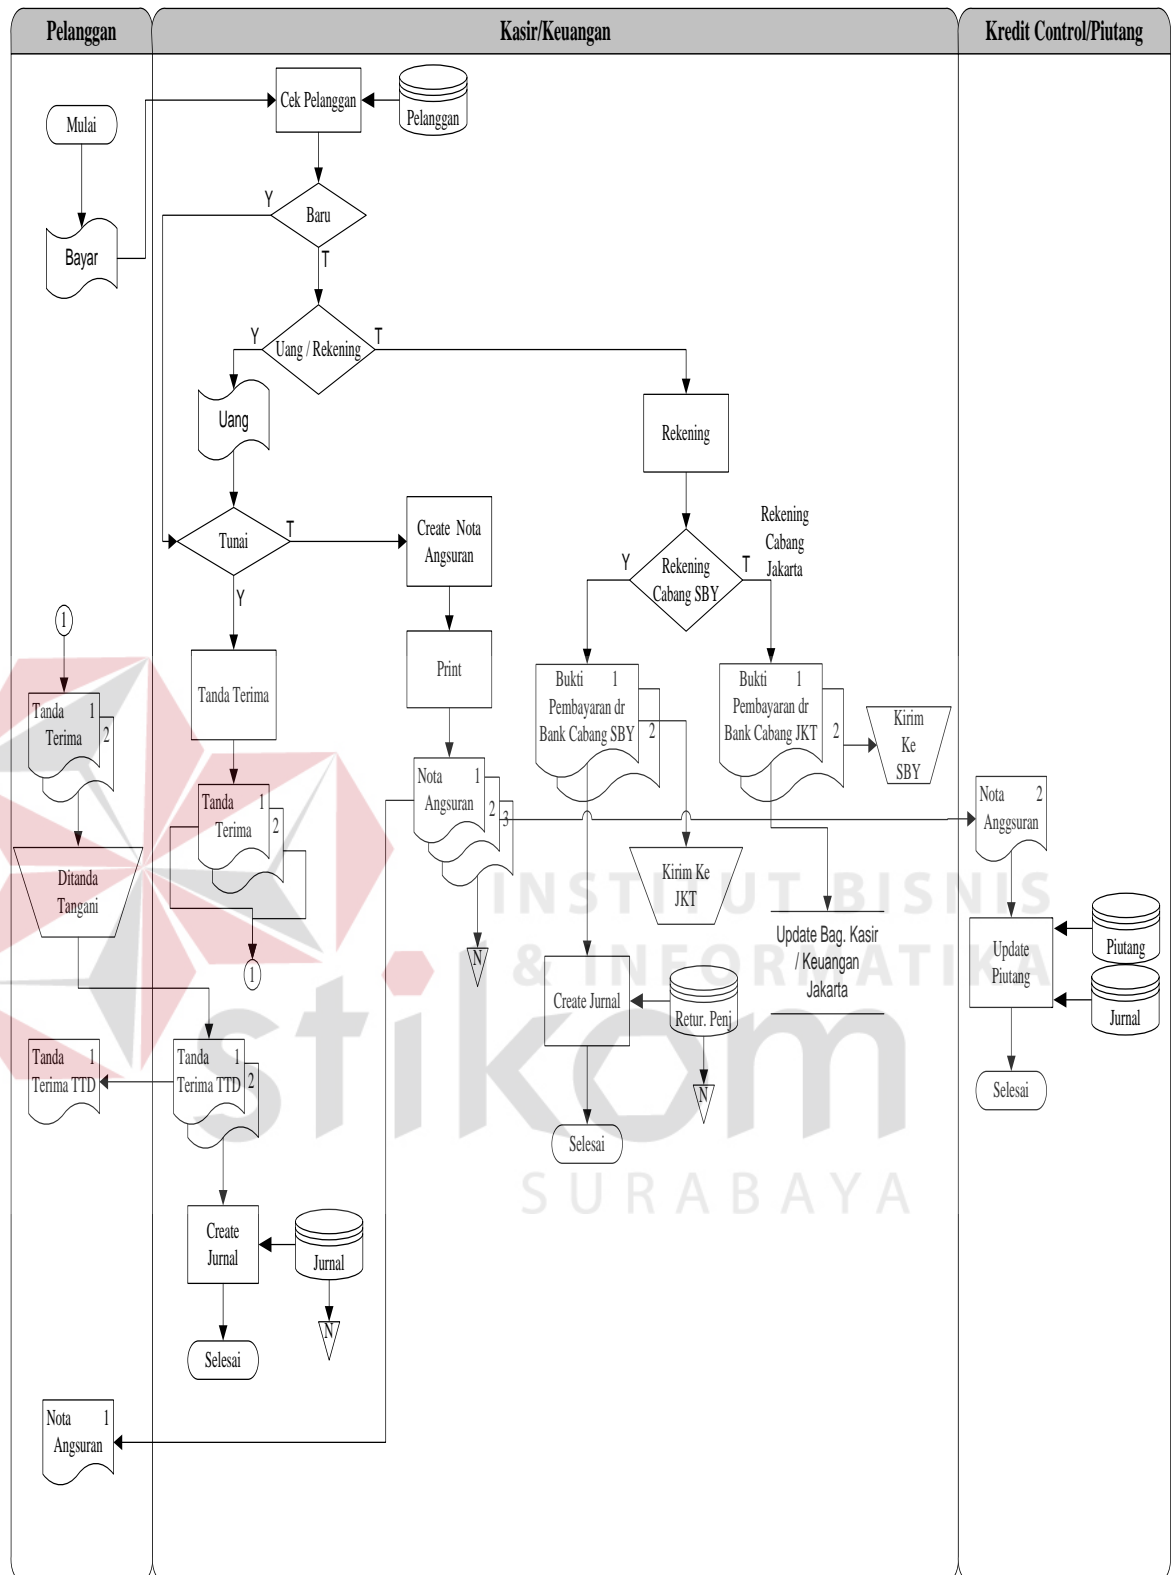 Pelanggan
Kasir/Keuangan
Kredit Control/Piutang
Mulai
Bayar
Cek Pelanggan
Pelanggan
Y
Baru
T
Y
Uang / Rekening
T
Uang
Rekening
Tunai
T
Y
Create Nota
Angsuran
Print
Y
Rekening
Cabang SBY
T
Rekening
Cabang
Jakarta
1
Tanda 1
Terima
2
Ditanda
Tangani
Tanda Terima
Tanda 1
Terima
2
1
Nota 1
Angsuran
2
3
N
Bukti 1
Pembayaran dr
Bank Cabang SBY
2
Bukti 1
Pembayaran dr
Bank Cabang JKT
2
Kirim
Ke
SBY
Kirim Ke
JKT
Update Bag. Kasir
/ Keuangan
Jakarta
Nota 2
Anggsuran
Update
Piutang
Piutang
Jurnal
Selesai
Create Jurnal
Retur. Penj
N
Selesai
Tanda 1
Terima TTD
Tanda 1
Terima TTD
2
Create
Jurnal
Jurnal
N
Selesai
Nota 1
Angsuran
INSTITUT BISNIS
& INFORMATIKA
stikom
SURABAYA